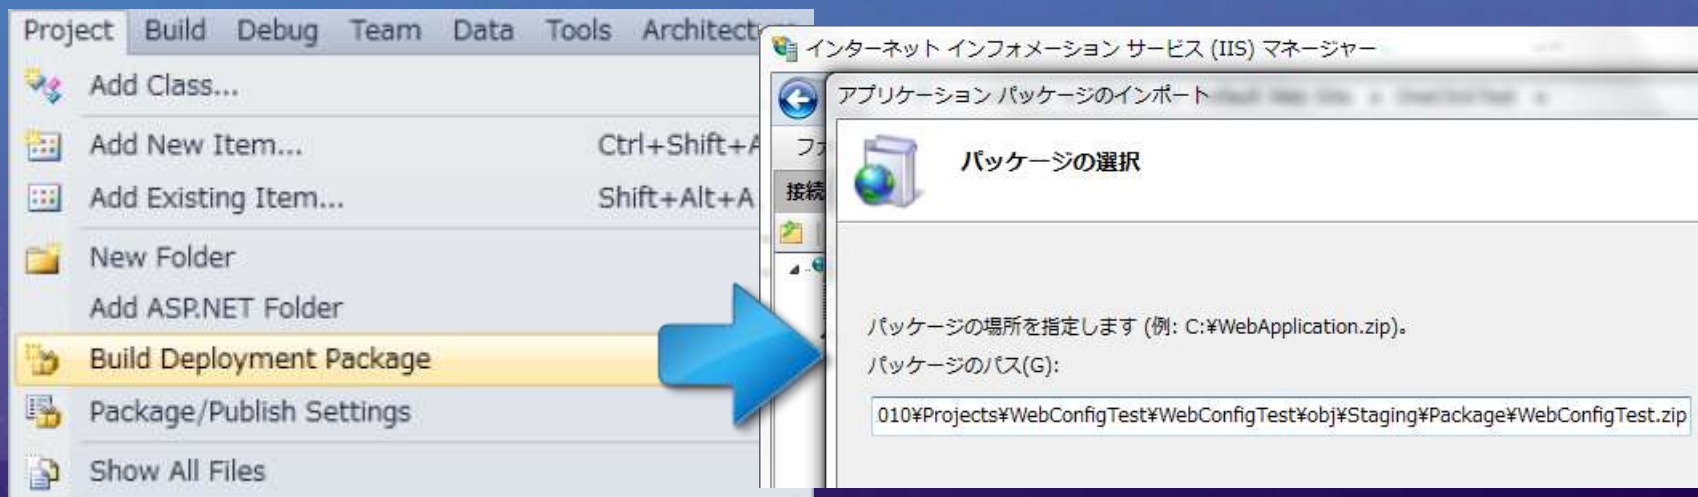 Project Build Debug Team Data Tools Architect
Add Class...
Add New Item... Ctrl+Shift+A
Add Existing Item... Shift+Alt+A
New Folder
Add ASP.NET Folder
Build Deployment Package
Package/Publish Settings
Show All Files
インターネット インフォメーション サービス (IIS) マネージャー
アプリケーション パッケージのインポート
ファ
接続
パッケージの選択
パッケージの場所を指定します (例: C:¥WebApplication.zip)。
パッケージのパス(G):
010¥Projects¥WebConfigTest¥WebConfigTest¥obj¥Staging¥Package¥WebConfigTest.zip